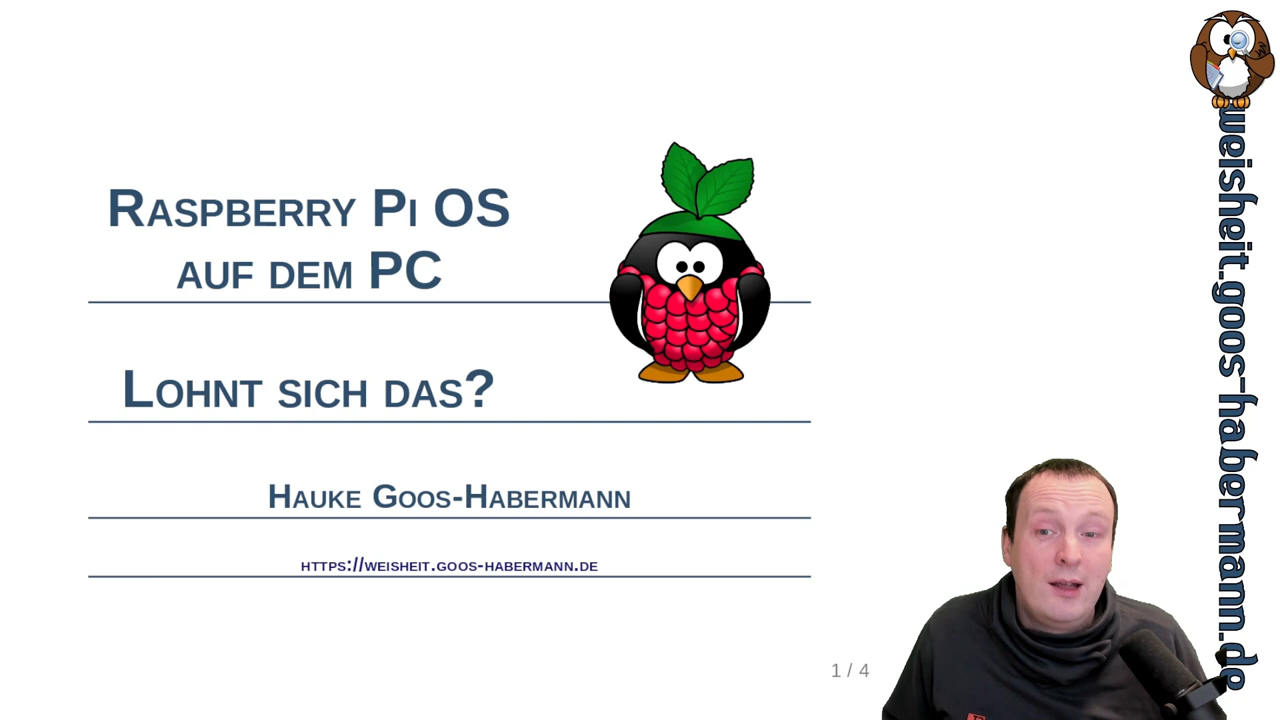 Raspberry Pi OS
auf dem PC
Lohnt sich das?
Hauke Goos-Habermann
https://weisheit.goos-habermann.de
1 / 4
weisheit.goos-habermann.de